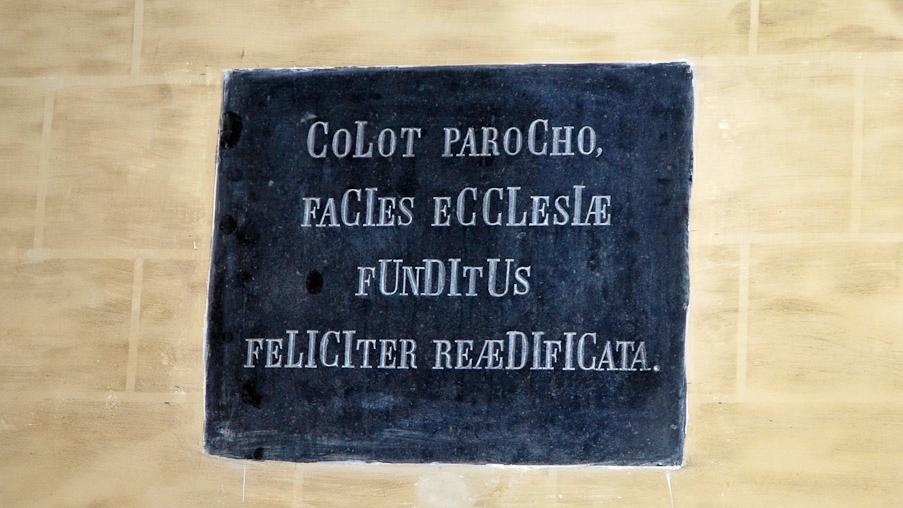 CoLoT paroCho,
faCIes eCCLesIæ
fUnDItUs
feLICIter reæDIfICata.